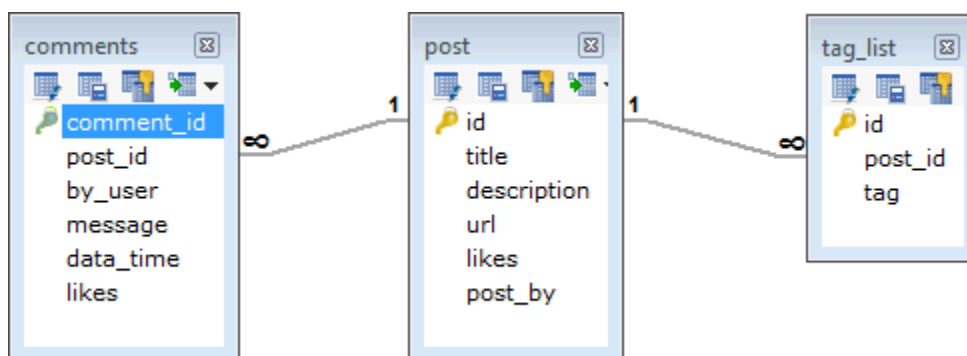 comments
comment_id
post_id
by_user
message
data_time
likes
∞
1
post
id
title
description
url
likes
post_by
1
∞
tag_list
id
post_id
tag